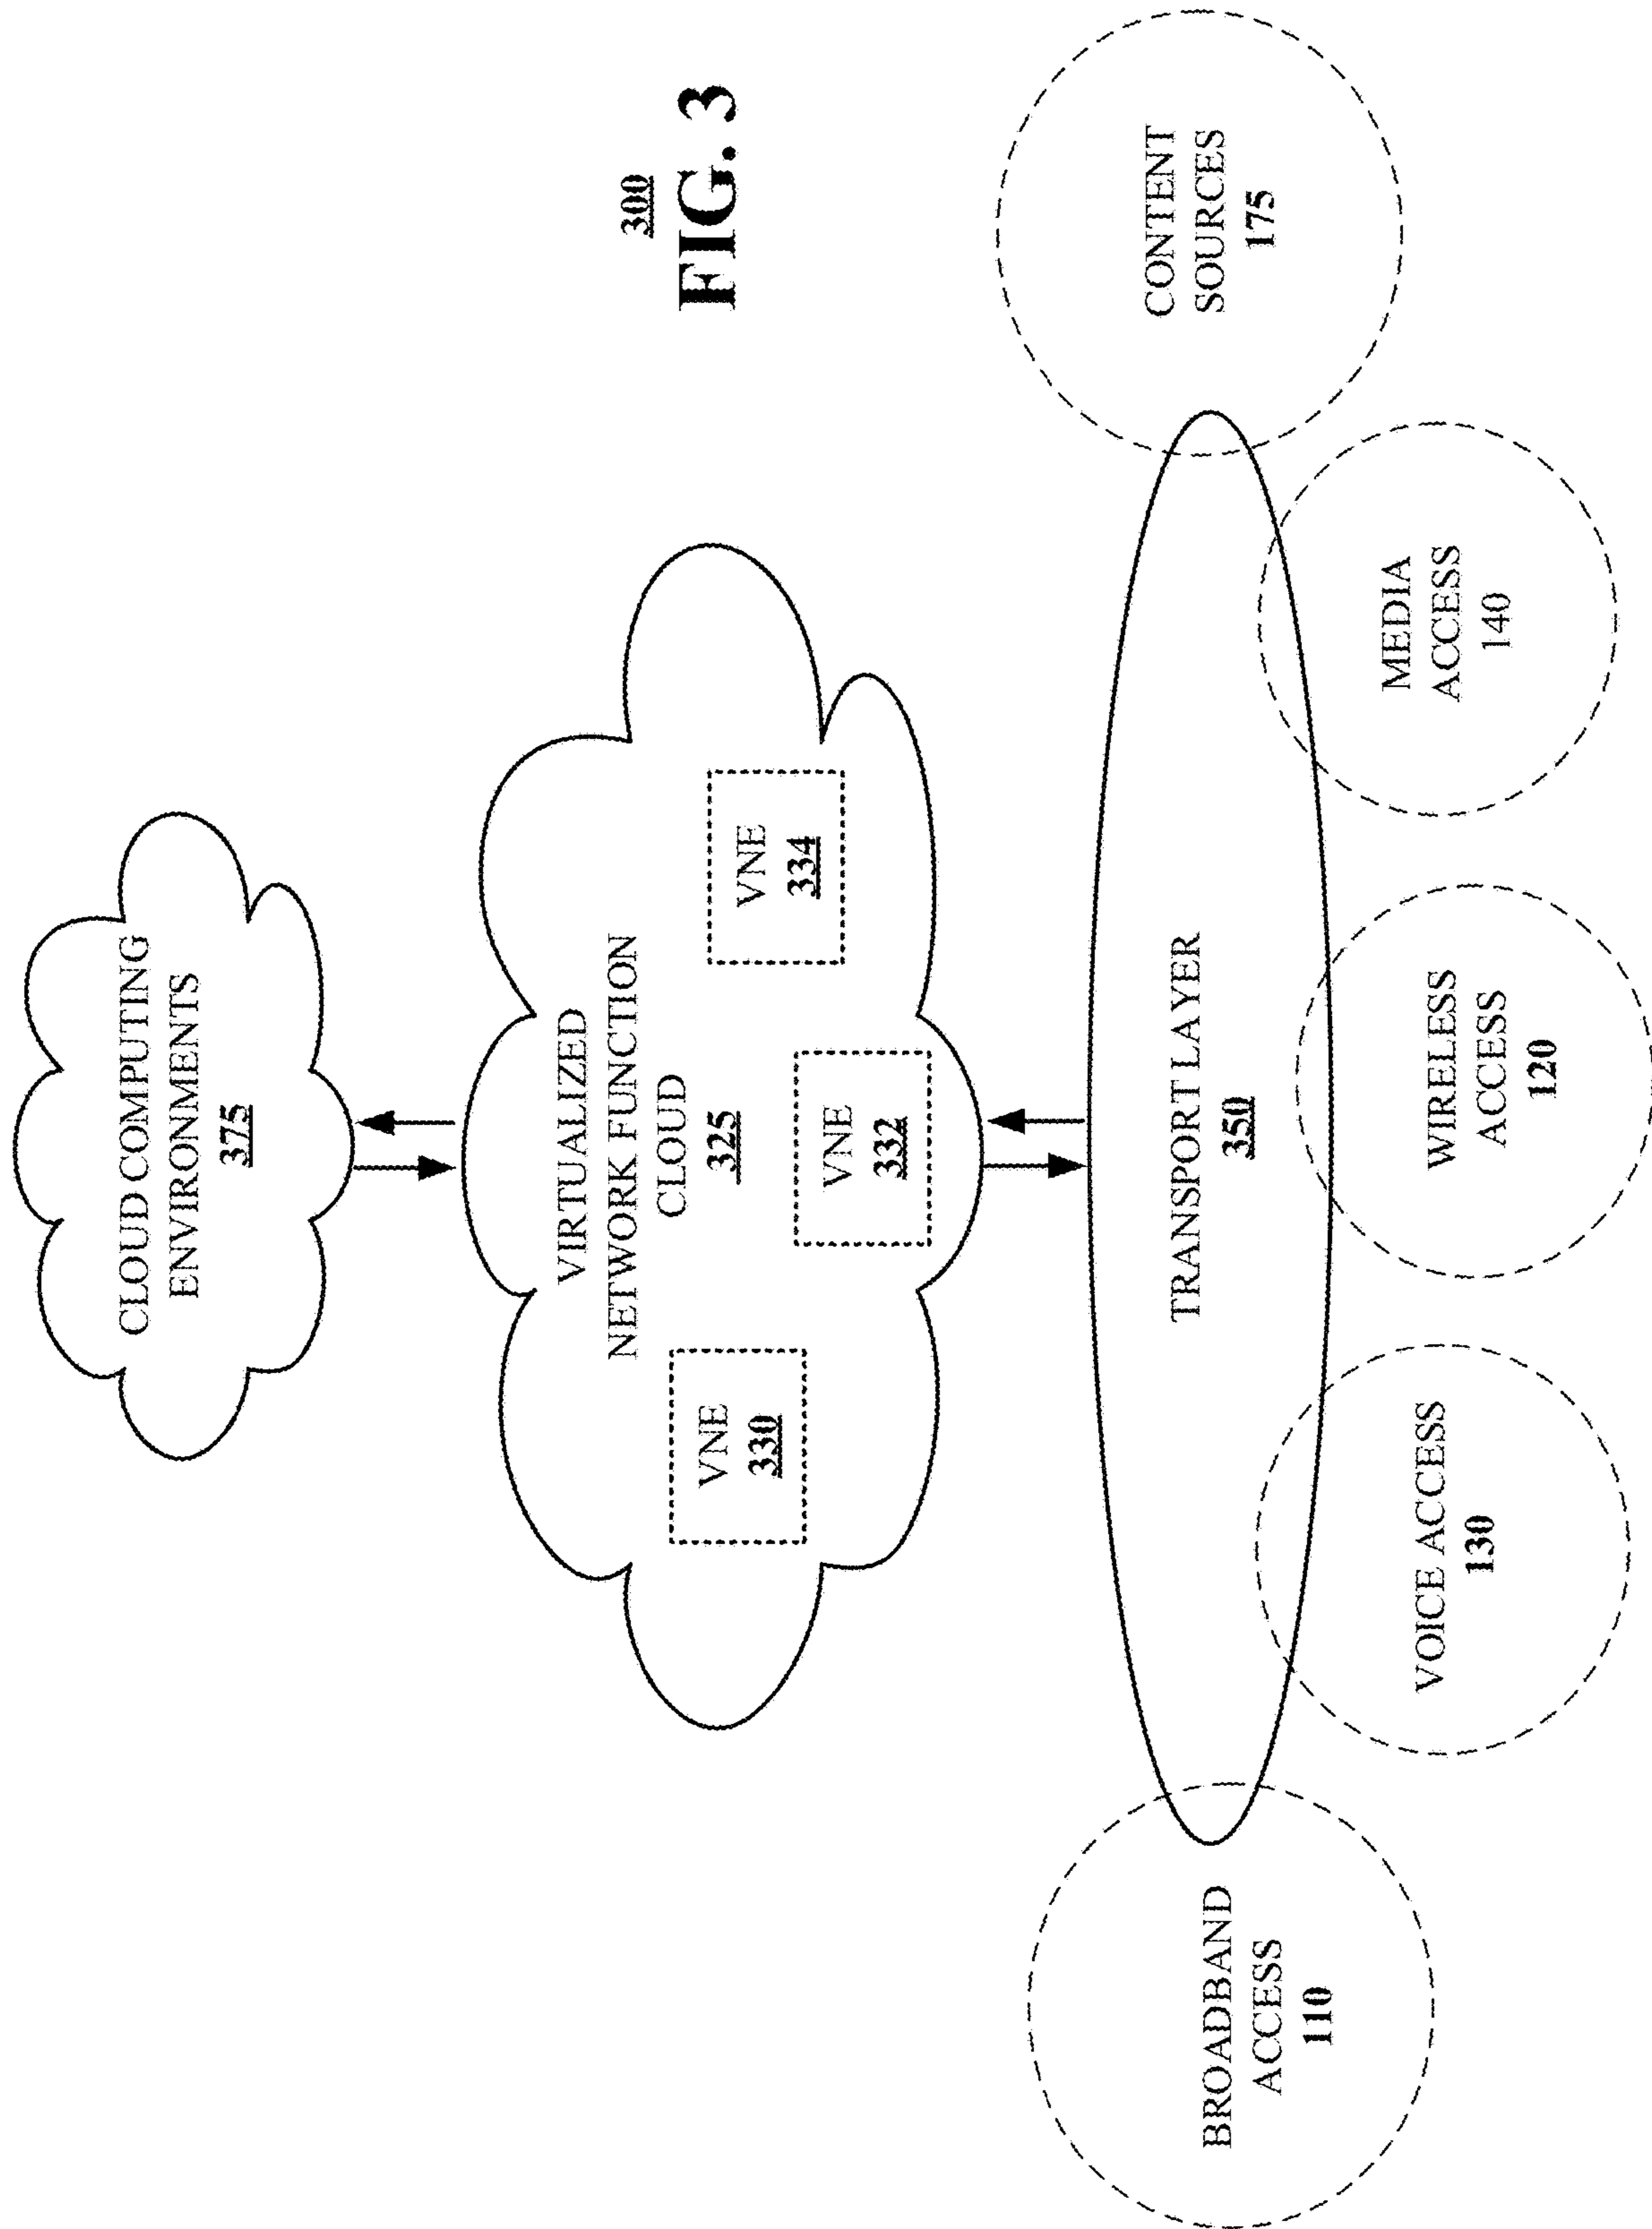 CLOUD COMPUTING
ENVIRONMENTS
375
VIRTUALIZED
NETWORK FUNCTION
CLOUD
325
VNE
330
VNE
332
VNE
334
300
FIG. 3
TRANSPORT LAYER
350
BROADBAND
ACCESS
110
VOICE ACCESS
130
WIRELESS
ACCESS
120
MEDIA
ACCESS
140
CONTENT
SOURCES
175